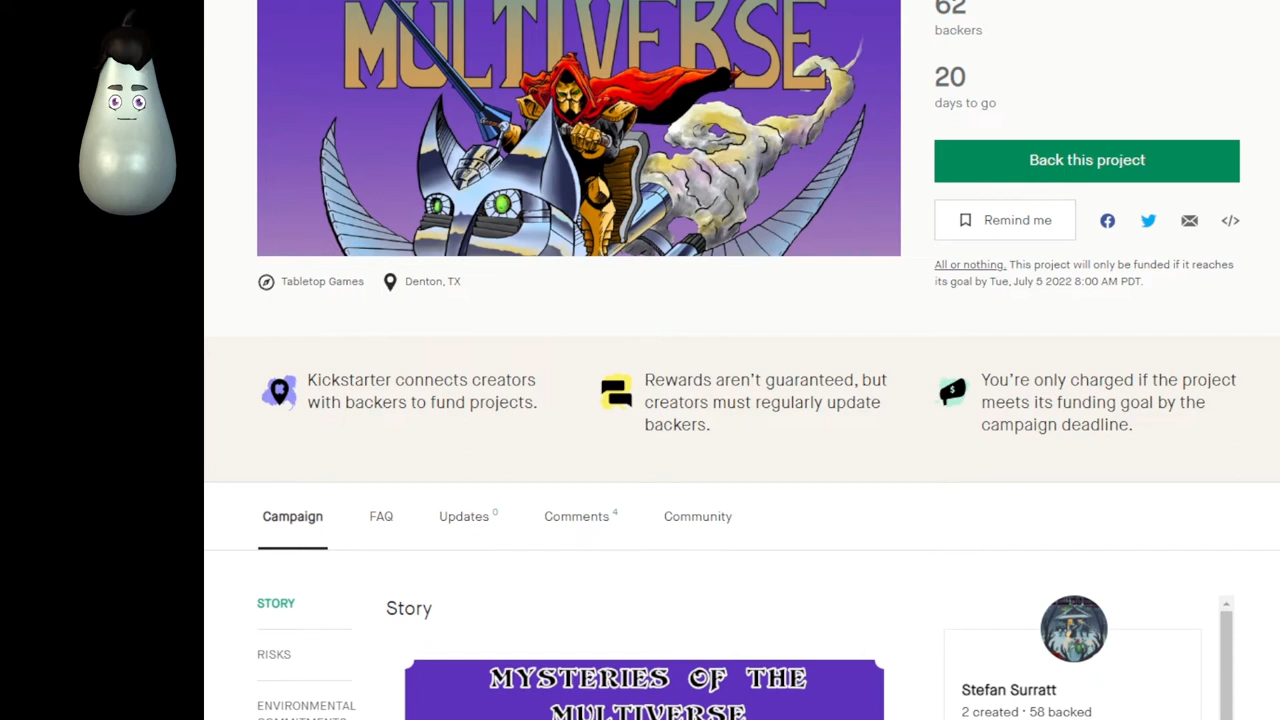 MULTIVERSE
62
backers
20
days to go
Back this project
Remind me
All or nothing. This project will only be funded if it reaches
its goal by Tue, July 5 2022 8:00 AM PDT.
Tabletop Games
Denton, TX
Kickstarter connects creators
with backers to fund projects.
Rewards aren't guaranteed, but
creators must regularly update
backers.
You're only charged if the project
meets its funding goal by the
campaign deadline.
Campaign
FAQ
Updates 0
Comments 4
Community
STORY
RISKS
ENVIRONMENTAL
COMMITMENTS
Story
MYSTERIES OF THE
MULTIVERSE
Stefan Surratt
2 created · 58 backed